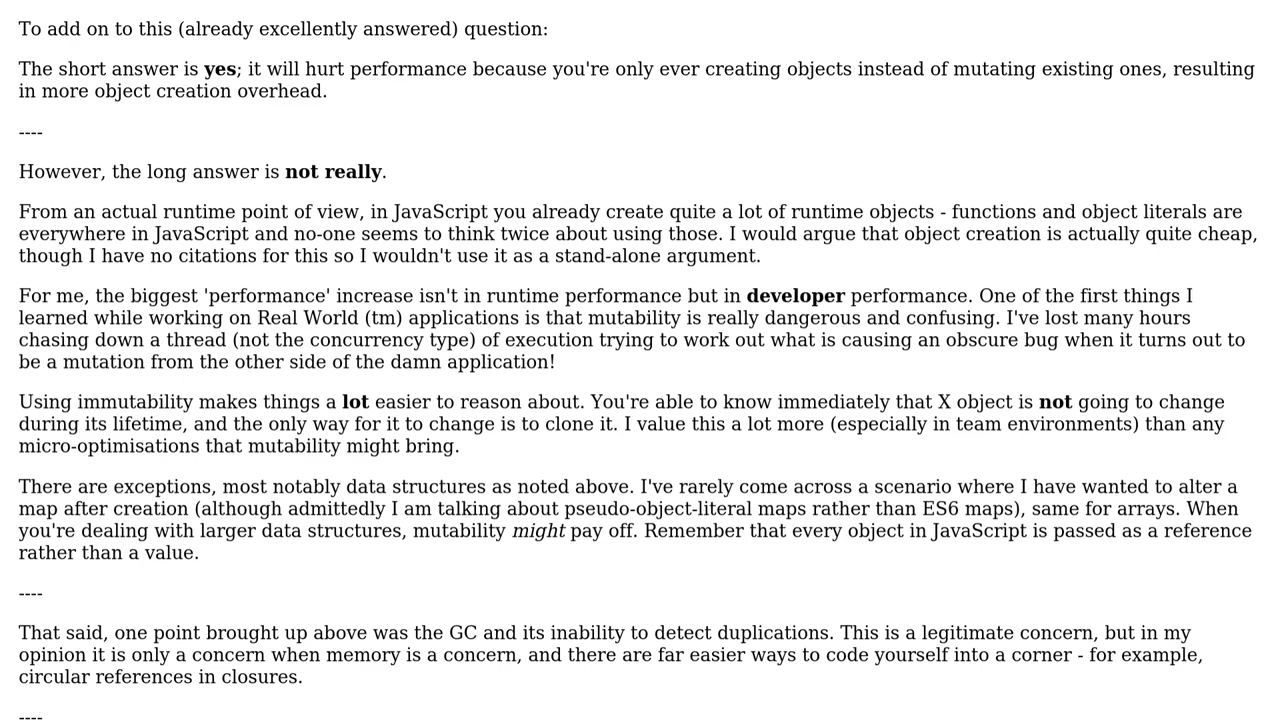 To add on to this (already excellently answered) question:
The short answer is yes; it will hurt performance because you're only ever creating objects instead of mutating existing ones, resulting
in more object creation overhead.
----
However, the long answer is not really.
From an actual runtime point of view, in JavaScript you already create quite a lot of runtime objects - functions and object literals are
everywhere in JavaScript and no-one seems to think twice about using those. I would argue that object creation is actually quite cheap,
though I have no citations for this so I wouldn't use it as a stand-alone argument.
For me, the biggest 'performance' increase isn't in runtime performance but in developer performance. One of the first things I
learned while working on Real World (tm) applications is that mutability is really dangerous and confusing. I've lost many hours
chasing down a thread (not the concurrency type) of execution trying to work out what is causing an obscure bug when it turns out to
be a mutation from the other side of the damn application!
Using immutability makes things a lot easier to reason about. You're able to know immediately that X object is not going to change
during its lifetime, and the only way for it to change is to clone it. I value this a lot more (especially in team environments) than any
micro-optimisations that mutability might bring.
There are exceptions, most notably data structures as noted above. I've rarely come across a scenario where I have wanted to alter a
map after creation (although admittedly I am talking about pseudo-object-literal maps rather than ES6 maps), same for arrays. When
you're dealing with larger data structures, mutability might pay off. Remember that every object in JavaScript is passed as a reference
rather than a value.
----
That said, one point brought up above was the GC and its inability to detect duplications. This is a legitimate concern, but in my
opinion it is only a concern when memory is a concern, and there are far easier ways to code yourself into a corner - for example,
circular references in closures.
----